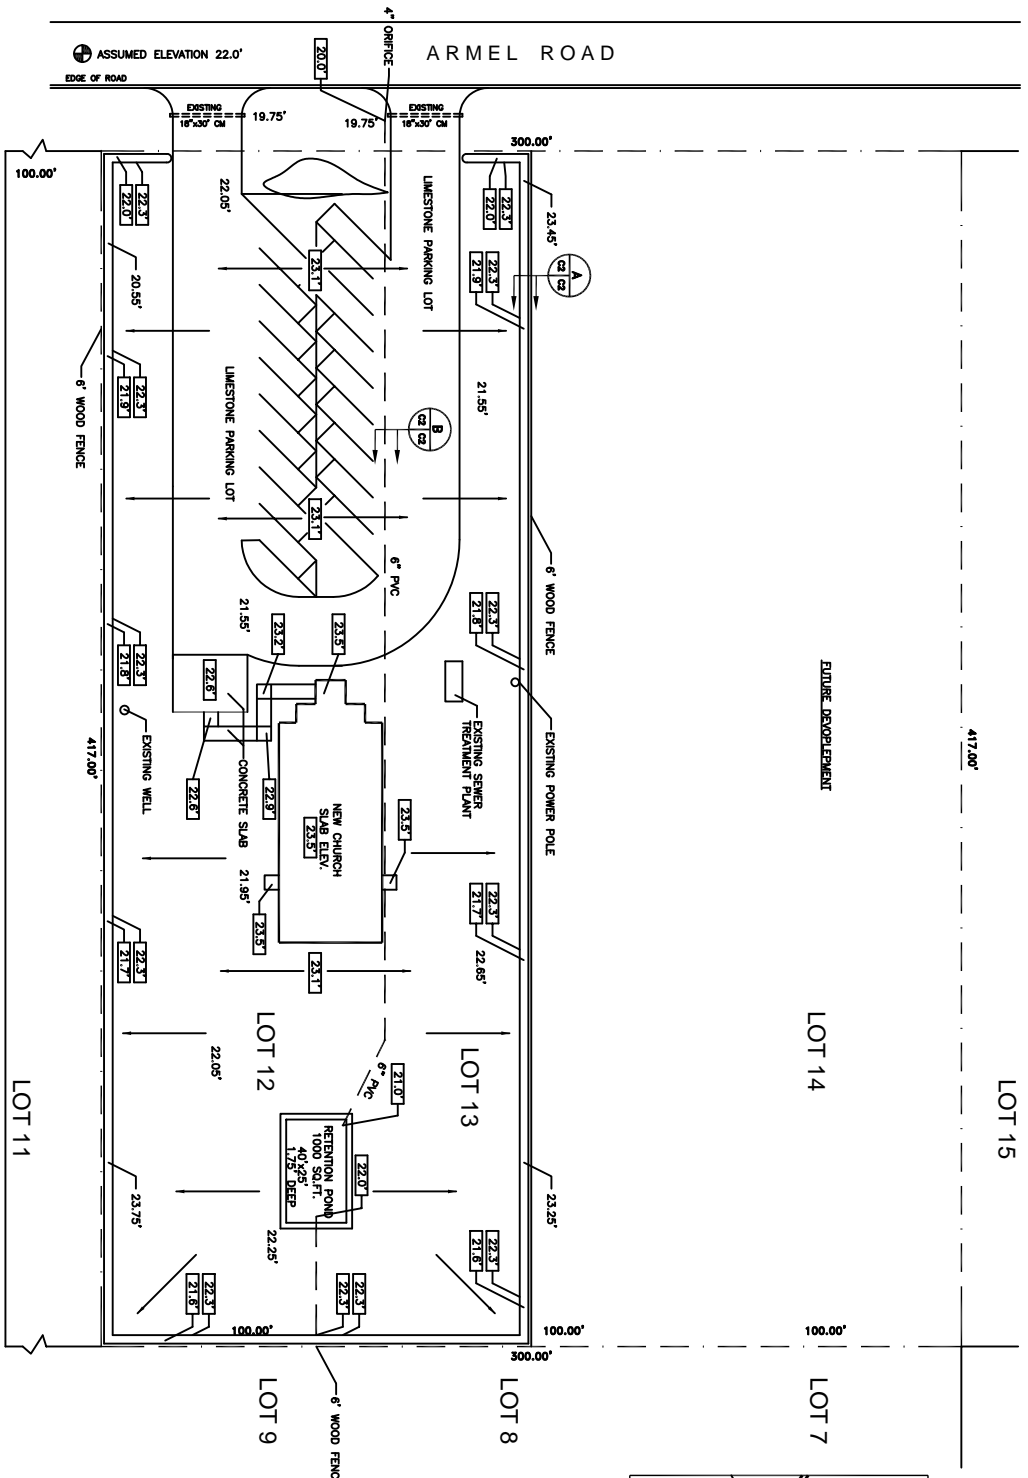 ARMEL ROAD
ASSUMED ELEVATION 22.0'
EDGE OF ROAD
4" ORIFICE
20.0'
EXISTING
18"x30' CM
19.75'
19.75'
EXISTING
18"x30' CM
300.00'
100.00'
22.3'
22.0'
22.05'
LIMESTONE PARKING LOT
22.3'
22.0'
23.45'
20.55'
23.1'
22.3'
21.9'
A
C2 C2
6' WOOD FENCE
22.3'
21.9'
LIMESTONE PARKING LOT
B
C2 C2
21.55'
23.1'
6" PVC
6' WOOD FENCE
22.3'
21.8'
22.3'
21.8'
21.55'
23.2'
23.5'
FUTURE DEVOPLEPMENT
22.6'
EXISTING SEWER
TREATMENT PLANT
EXISTING POWER POLE
417.00'
EXISTING WELL
417.00'
CONCRETE SLAB
22.6'
22.9'
NEW CHURCH
SLAB ELEV.
23.5'
23.5'
21.95'
23.5'
22.3'
21.7'
22.65'
22.3'
21.7'
23.1'
LOT 12
LOT 13
LOT 14
LOT 15
LOT 11
22.05'
6" PVC
21.0'
RETENTION POND
1000 SQ.FT.
40'x25'
1.75' DEEP
22.0'
23.75'
23.25'
22.25'
22.3'
21.6'
22.3'
21.6'
22.3'
22.3'
100.00'
100.00'
100.00'
300.00'
6' WOOD FENC
LOT 9
LOT 8
LOT 7